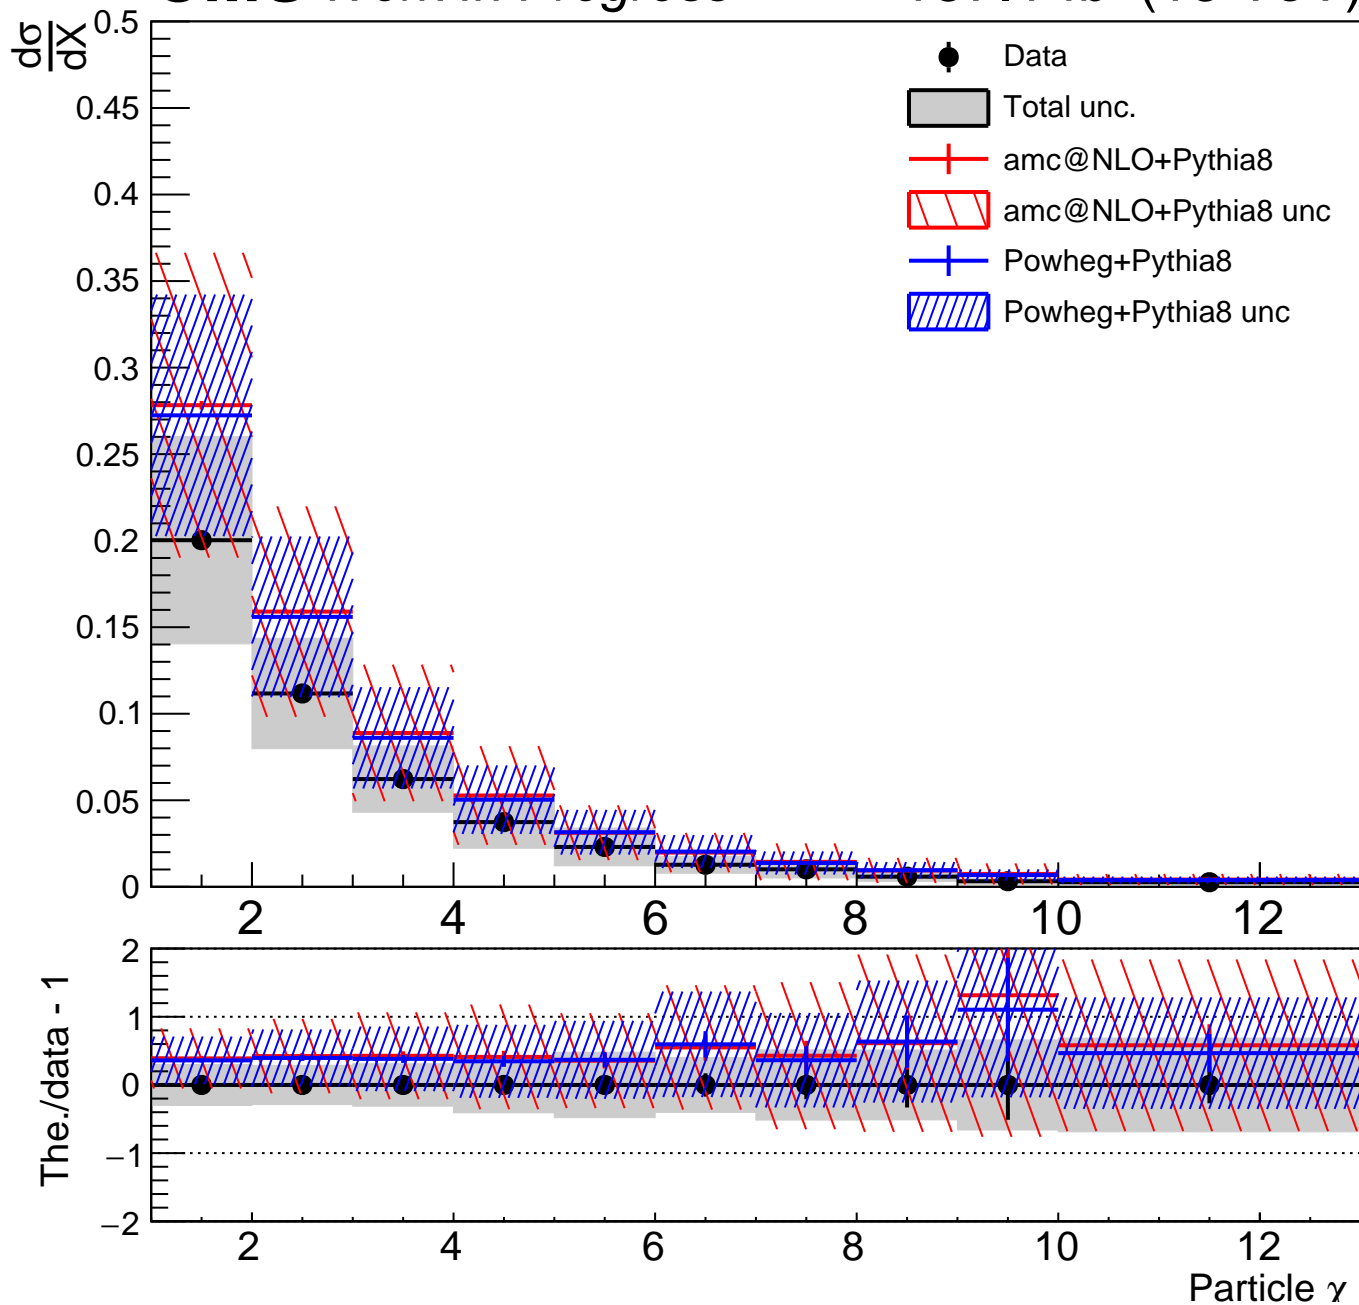 dσ
dX
Data
Total unc.
amc@NLO+Pythia8
amc@NLO+Pythia8 unc
Powheg+Pythia8
Powheg+Pythia8 unc
0.5
0.45
0.4
0.35
0.3
0.25
0.2
0.15
0.1
0.05
0
2 4 6 8 10 12
The./data - 1
2
1
0
−1
−2
2 4 6 8 10 12
Particle χ